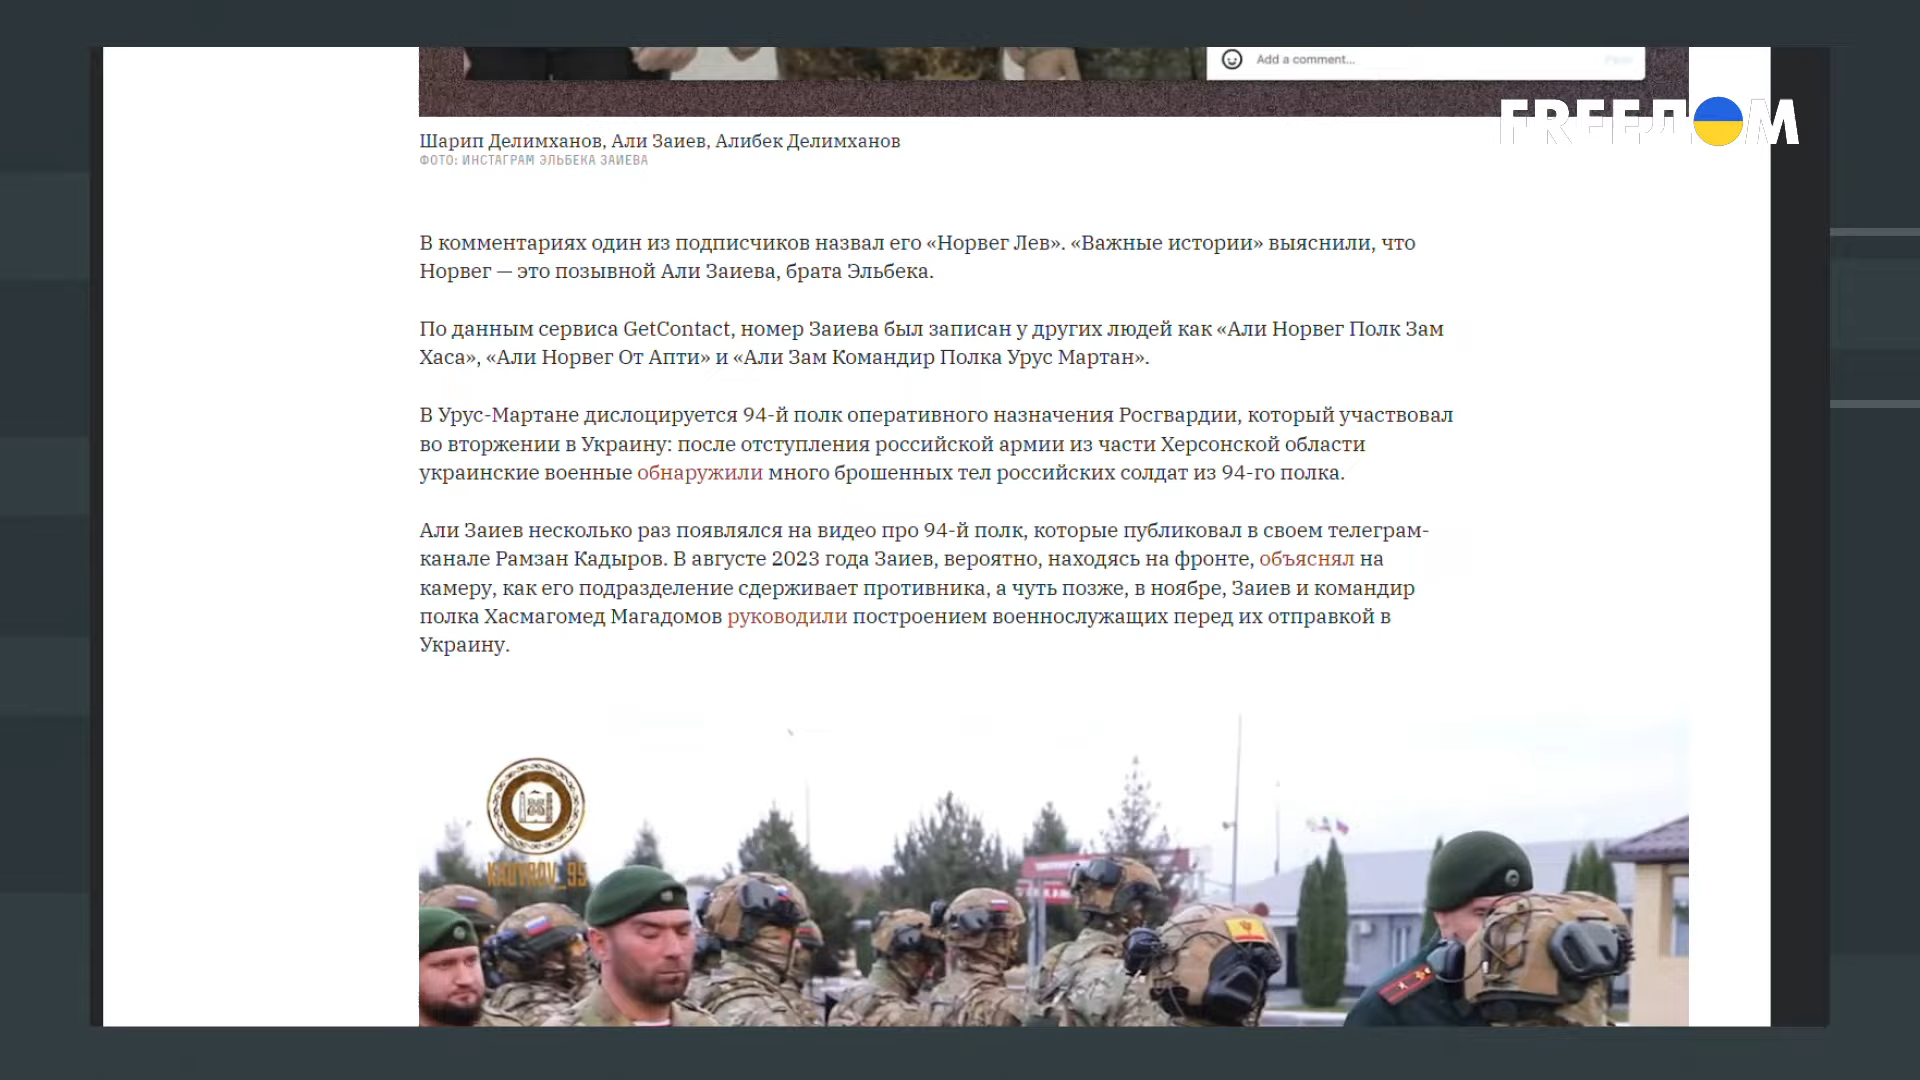 Add a comment...
FREEДOM
Шарип Делимханов, Али Заиев, Алибек Делимханов
ФОТО: ИНСТАГРАМ ЭЛЬБЕКА ЗАИЕВА
В комментариях один из подписчиков назвал его «Норвег Лев». «Важные истории» выяснили, что
Норвег — это позывной Али Заиева, брата Эльбека.
По данным сервиса GetContact, номер Заиева был записан у других людей как «Али Норвег Полк Зам
Хаса», «Али Норвег От Апти» и «Али Зам Командир Полка Урус Мартан».
В Урус-Мартане дислоцируется 94-й полк оперативного назначения Росгвардии, который участвовал
во вторжении в Украину: после отступления российской армии из части Херсонской области
украинские военные обнаружили много брошенных тел российских солдат из 94-го полка.
Али Заиев несколько раз появлялся на видео про 94-й полк, которые публиковал в своем телеграм-
канале Рамзан Кадыров. В августе 2023 года Заиев, вероятно, находясь на фронте, объяснял на
камеру, как его подразделение сдерживает противника, а чуть позже, в ноябре, Заиев и командир
полка Хасмагомед Магадомов руководили построением военнослужащих перед их отправкой в
Украину.
KADYROV_95